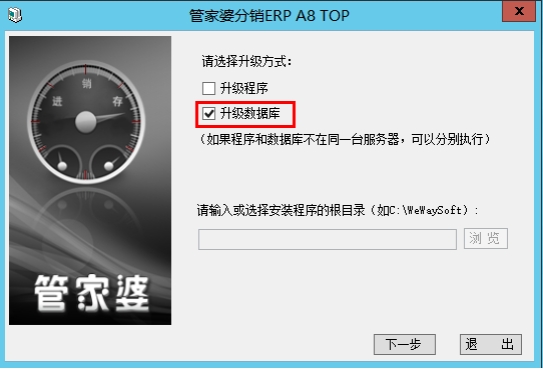 管家婆分销ERP A8 TOP
x
请选择升级方式:
升级程序
升级数据库
(如果程序和数据库不在同一台服务器，可以分别执行)
请输入或选择安装程序的根目录(如C:\WeWaySoft):
浏 览
下一步
退 出
销
进 存
管家婆